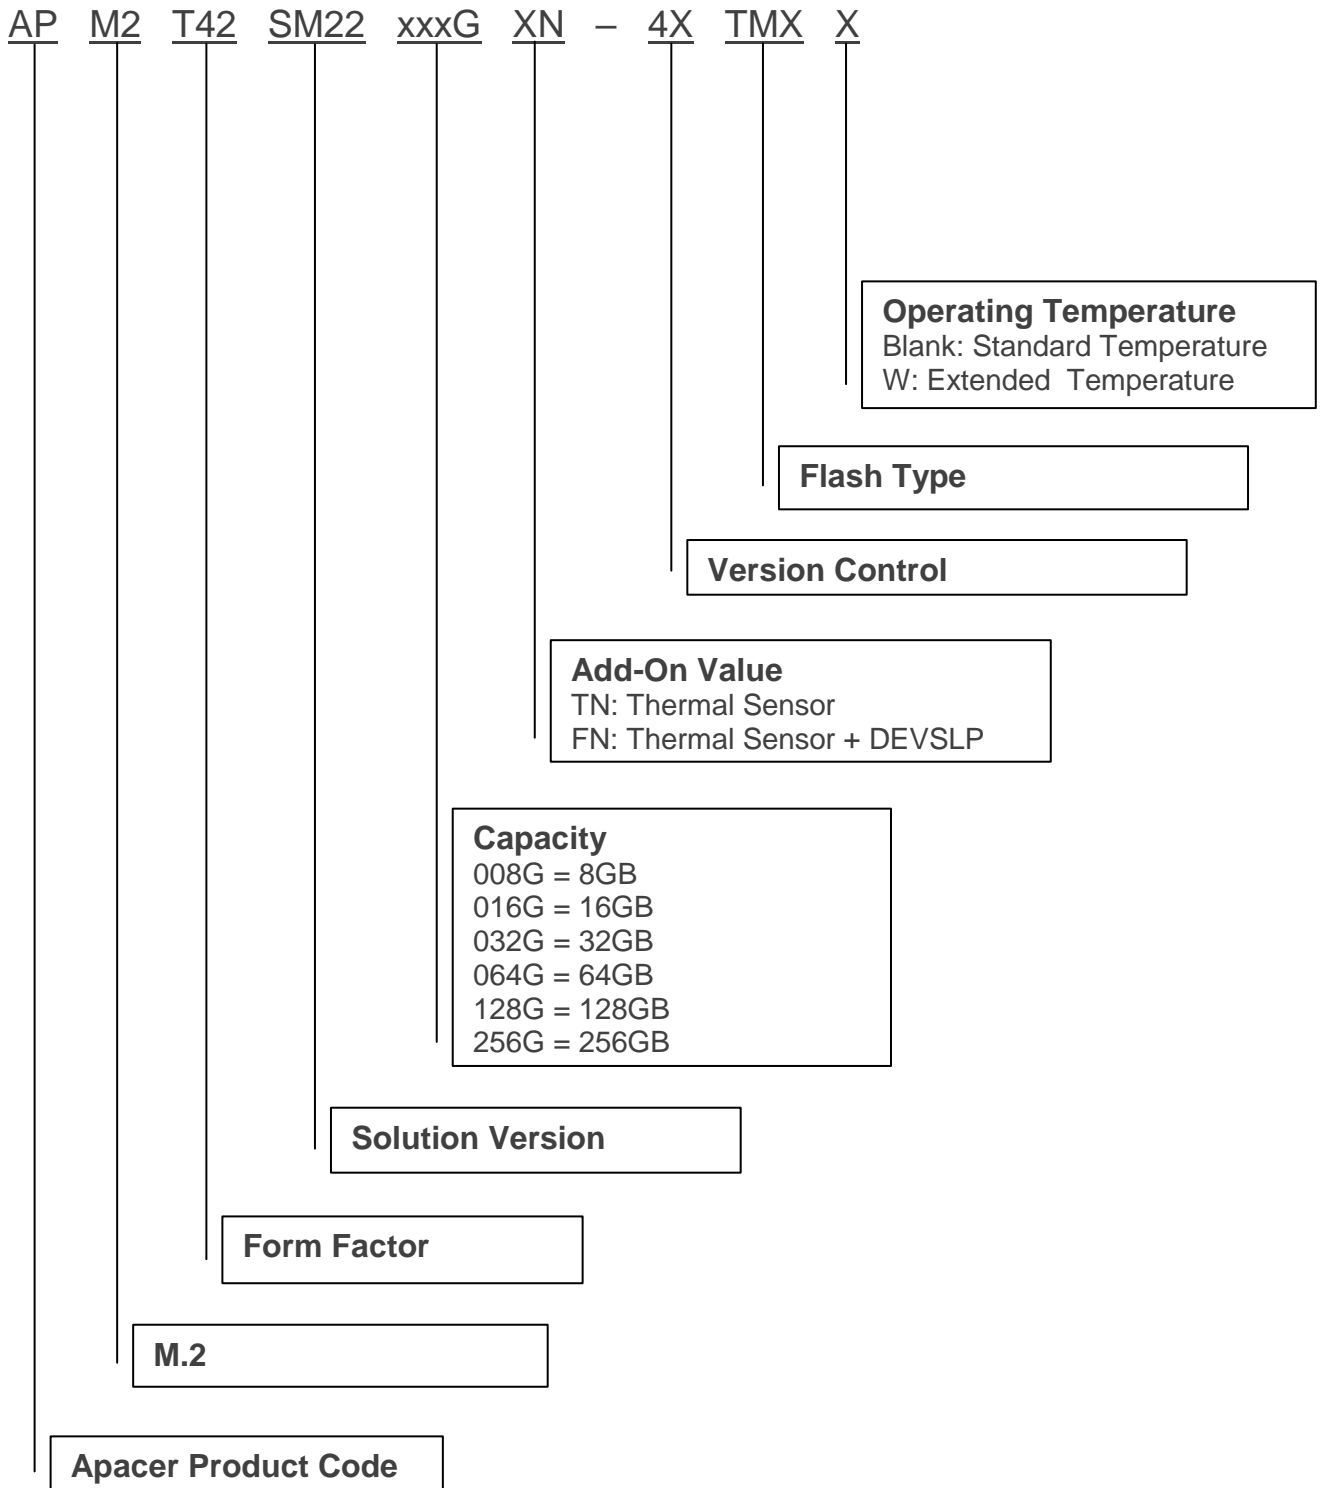 AP M2 T42 SM22 xxxG XN – 4X TMX X
Operating Temperature
Blank: Standard Temperature
W: Extended Temperature
Flash Type
Version Control
Add-On Value
TN: Thermal Sensor
FN: Thermal Sensor + DEVSLP
Capacity
008G = 8GB
016G = 16GB
032G = 32GB
064G = 64GB
128G = 128GB
256G = 256GB
Solution Version
Form Factor
M.2
Apacer Product Code